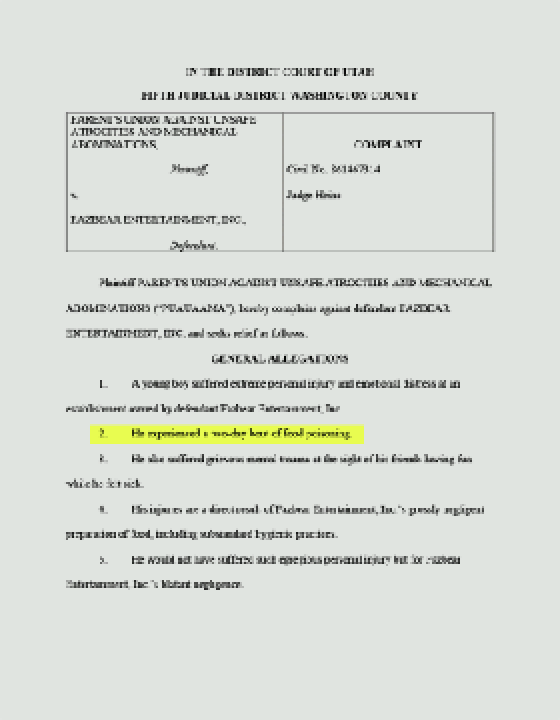 IN THE DISTRICT COURT OF UTAH
FIFTH JUDICIAL DISTRICT WASHINGTON COUNTY
PARENT'S UNION AGAINST UNSAFE
ATROCITIES AND MECHANICAL
ABOMINATIONS,
Plaintiff,
v.
FAZBEAR ENTERTAINMENT, INC.,
Defendant.
COMPLAINT
Civil No.
Judge
Plaintiff PARENT'S UNION AGAINST UNSAFE ATROCITIES AND MECHANICAL
ABOMINATIONS hereby complains against defendant FAZBEAR
ENTERTAINMENT, INC. and seeks relief as follows.
GENERAL ALLEGATIONS
1. A young boy suffered extreme personal injury and emotional distress at an
establishment owned by defendant Fazbear Entertainment, Inc.
2. He experienced a two-day bout of food poisoning.
3. He also suffered grievous mental trauma at the sight of his friends having fun
while he felt sick.
4. His injuries are a direct result of Fazbear Entertainment, Inc.'s grossly negligent
preparation of food, including substandard hygienic practices.
5. He would not have suffered such egregious personal injury but for Fazbear
Entertainment, Inc.'s blatant negligence.